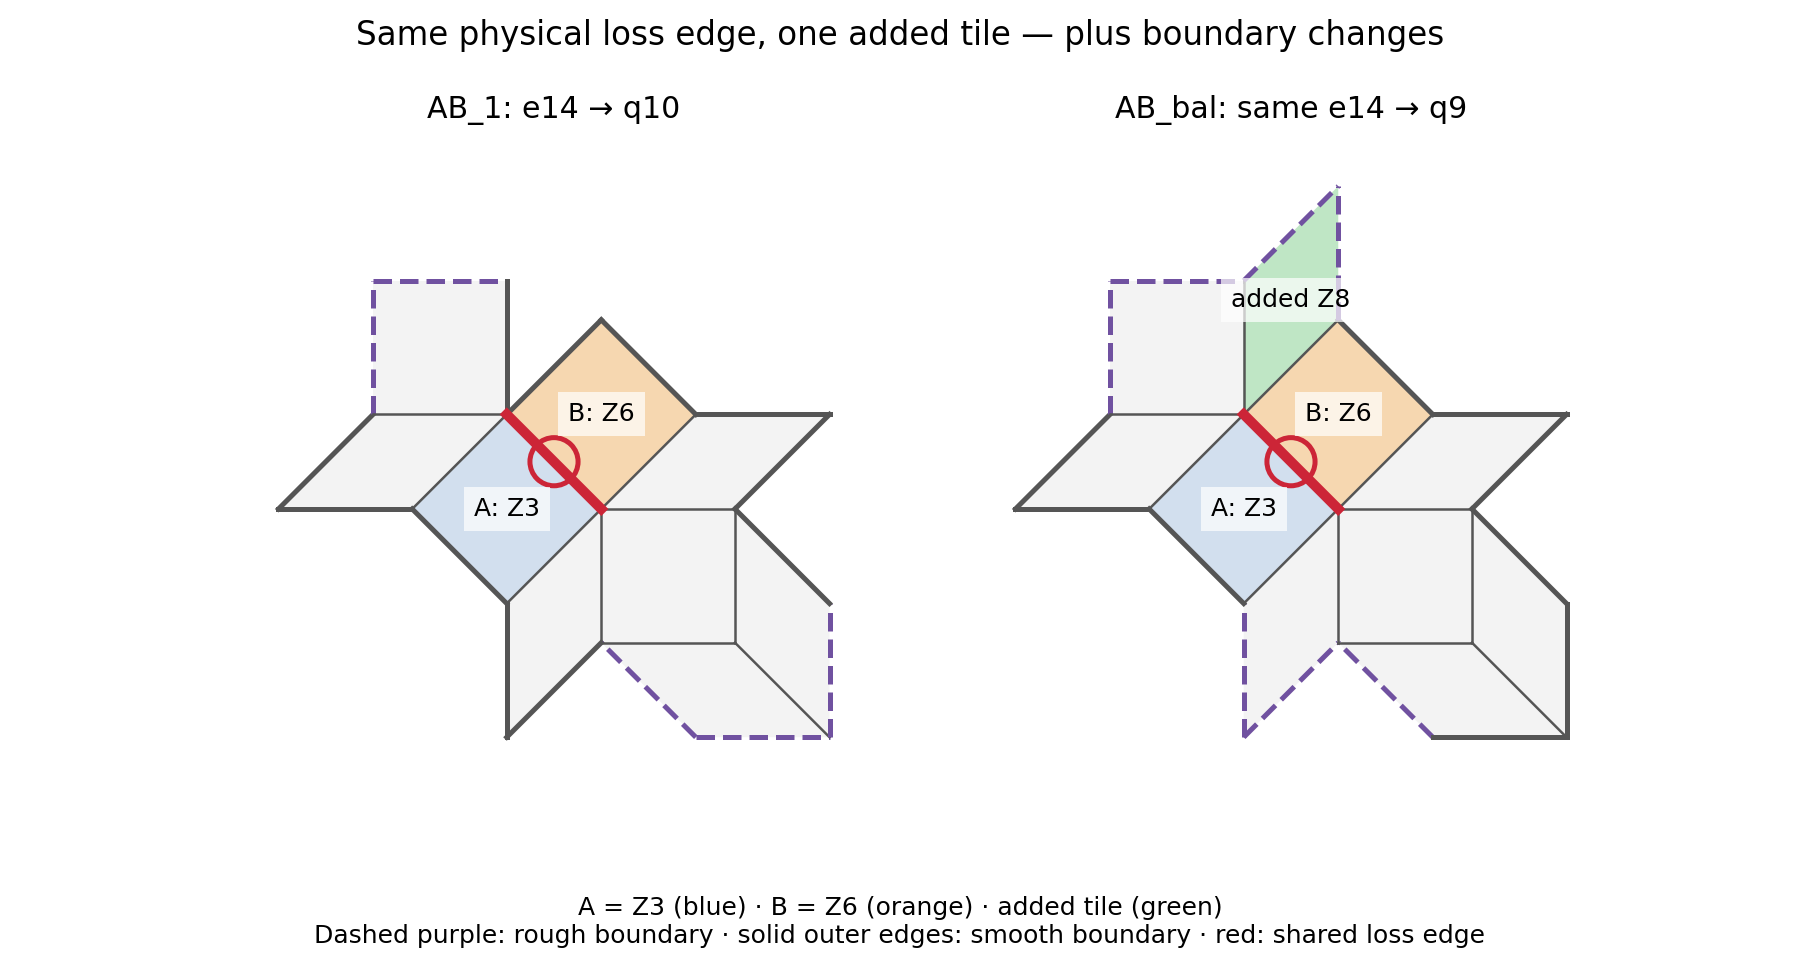 Same physical loss edge, one added tile — plus boundary changes
AB_1: e14 → q10
AB_bal: same e14 → q9
added Z8
B: Z6
B: Z6
A: Z3
A: Z3
A = Z3 (blue) · B = Z6 (orange) · added tile (green)
Dashed purple: rough boundary · solid outer edges: smooth boundary · red: shared loss edge